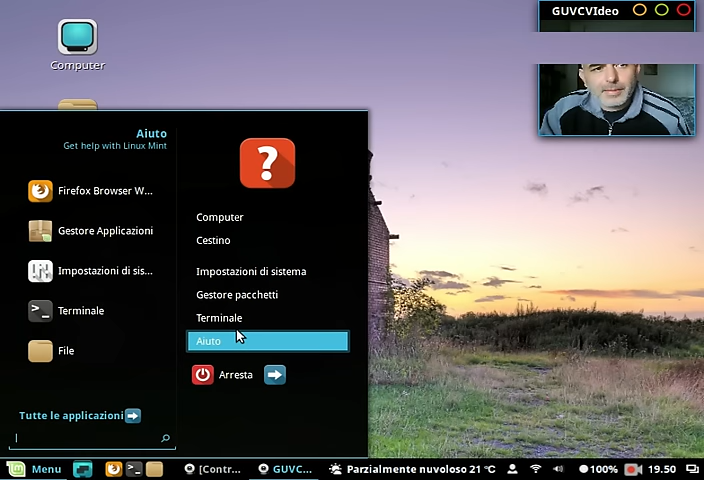 GUVCVIdeo
Computer
Aiuto
Get help with Linux Mint
Firefox Browser W...
Gestore Applicazioni
Impostazioni di sis...
Terminale
File
Tutte le applicazioni
Computer
Cestino
Impostazioni di sistema
Gestore pacchetti
Terminale
Aiuto
Arresta
Menu
[Contr...
GUVC...
Parzialmente nuvoloso 21 °C
100%
19.50